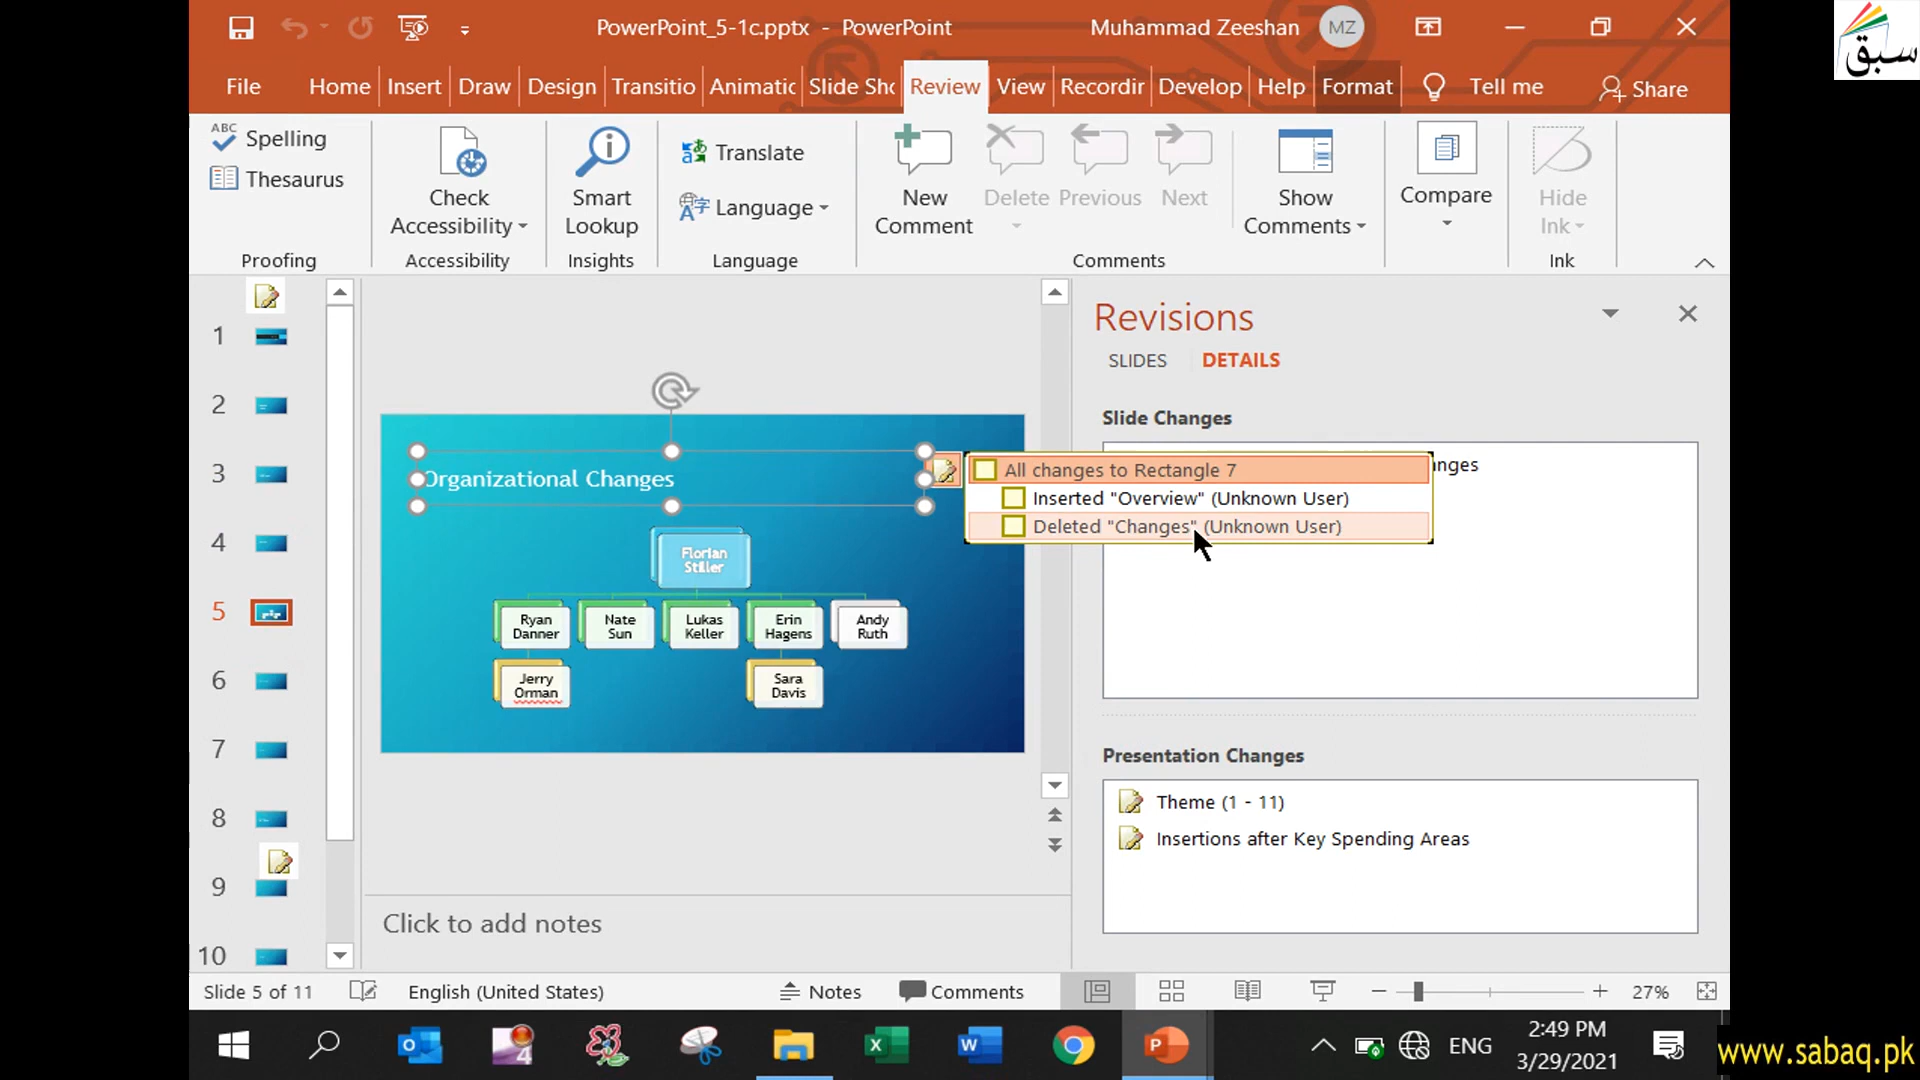 PowerPoint_5-1c.pptx - PowerPoint
Muhammad Zeeshan
MZ
سبق
File
Home
Insert
Draw
Design
Transitio
Animatic
Slide Sho
Review
View
Recordir
Develop
Help
Format
Tell me
Share
ABC
Spelling
Thesaurus
Proofing
Check
Accessibility
Accessibility
Smart
Lookup
Insights
Translate
Language
Language
New
Comment
Delete
Previous
Next
Show
Comments
Comments
Compare
Hide
Ink
Ink
1
2
3
4
5
6
7
8
9
10
Organizational Changes
Florian
Stiller
Ryan
Danner
Nate
Sun
Lukas
Keller
Erin
Hagens
Andy
Ruth
Jerry
Orman
Sara
Davis
Click to add notes
Revisions
SLIDES
DETAILS
Slide Changes
nges
All changes to Rectangle 7
Inserted "Overview" (Unknown User)
Deleted "Changes" (Unknown User)
Presentation Changes
Theme (1 - 11)
Insertions after Key Spending Areas
Slide 5 of 11
English (United States)
Notes
Comments
27%
4
ENG
2:49 PM
3/29/2021
www.sabaq.pk